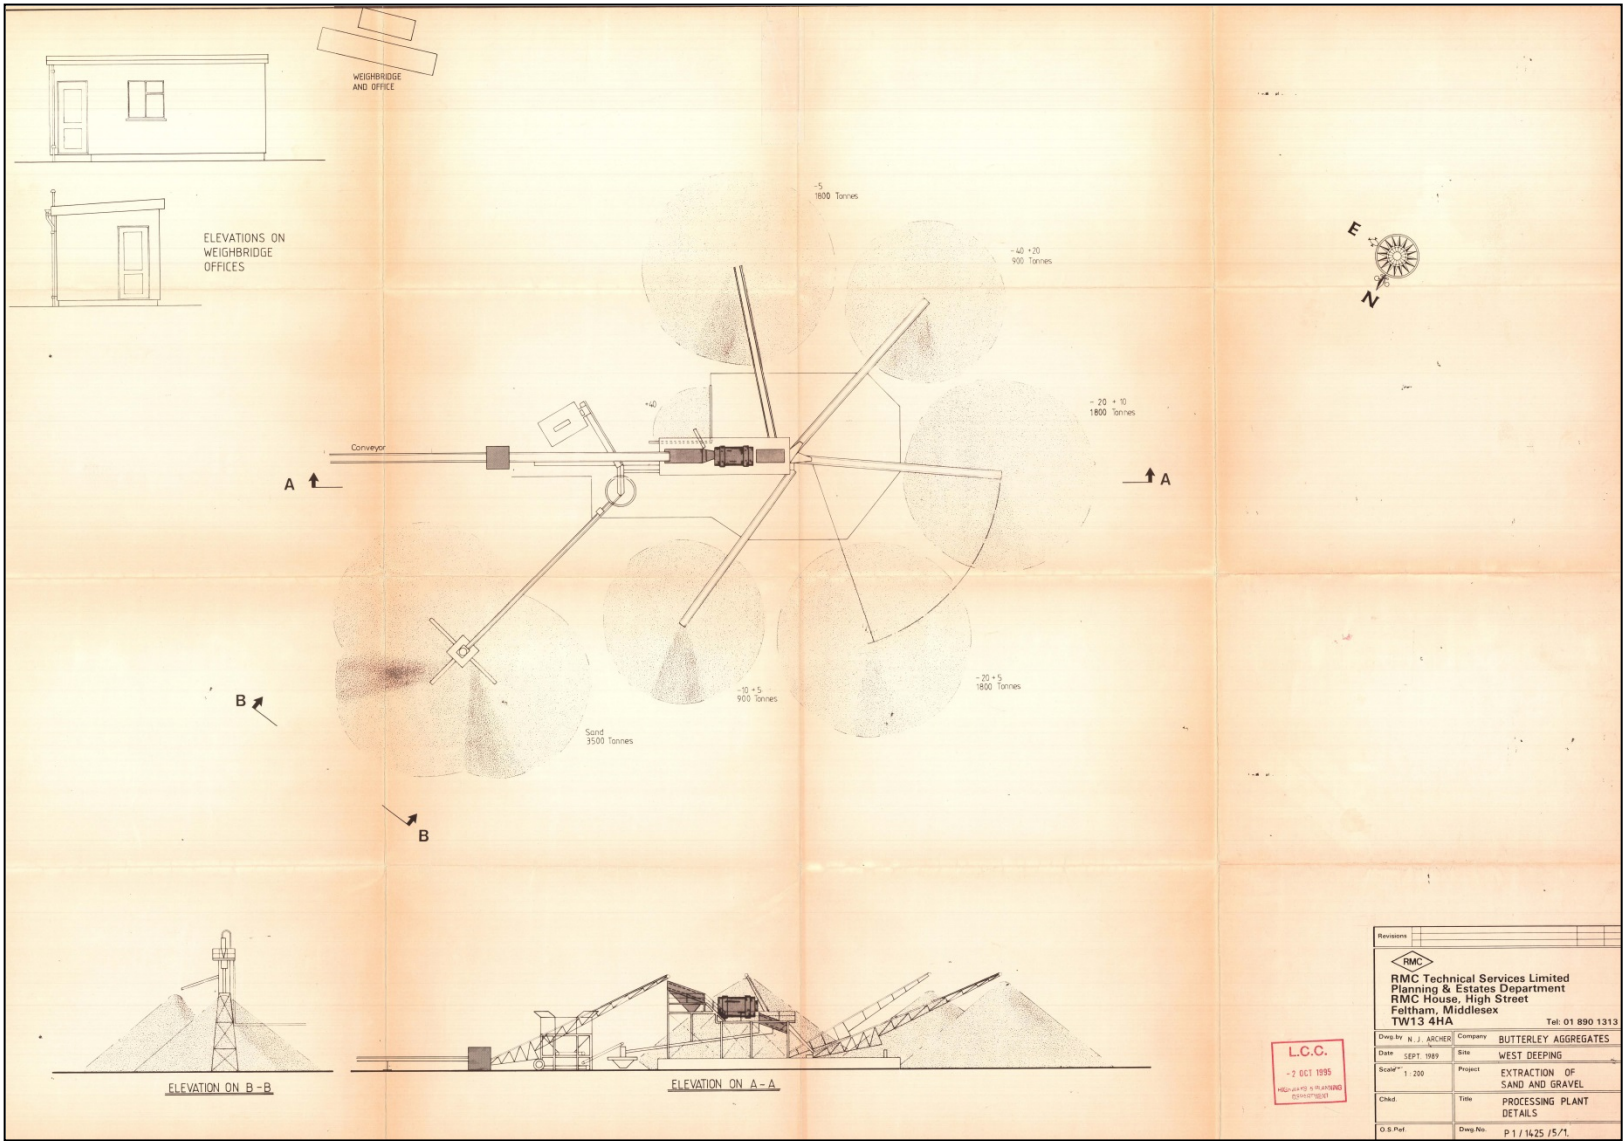 WEIGHBRIDGE
AND OFFICE
ELEVATIONS ON
WEIGHBRIDGE
OFFICES
-5
1800 Tonnes
-40 +20
900 Tonnes
E
N
+40
- 20 + 10
1800 Tonnes
Conveyor
A
A
B
-10 +5
900 Tonnes
- 20 + 5
1800 Tonnes
Sand
3500 Tonnes
B
ELEVATION ON B - B
ELEVATION ON A - A
L.C.C.
- 2 OCT 1995
HIGHWAYS & PLANNING
DEPARTMENT
Revisions
RMC
RMC Technical Services Limited
Planning & Estates Department
RMC House, High Street
Feltham, Middlesex
TW13 4HA Tel: 01 890 1313
Dwg.by N. J. ARCHER Company BUTTERLEY AGGREGATES
Date SEPT. 1989 Site WEST DEEPING
Scale 1 : 200 Project EXTRACTION OF
SAND AND GRAVEL
Chkd. Title PROCESSING PLANT
DETAILS
O.S.Ref. Dwg.No. P 1 / 1425 / 5/1.